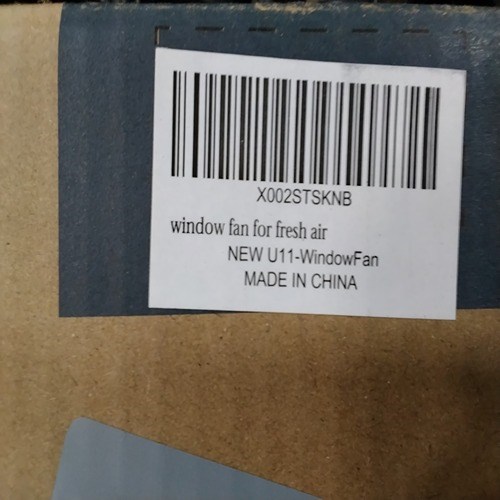 X002STSKNB
window fan for fresh air
NEW U11-WindowFan
MADE IN CHINA